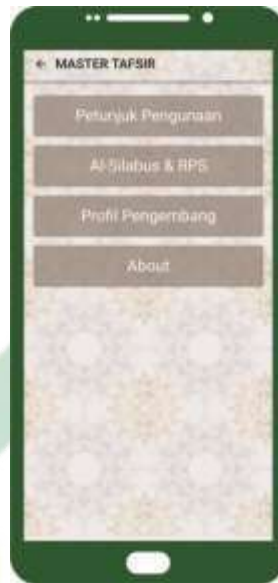 ← MASTER TAFSIR
Petunjuk Pengunaan
Al-Silabus & RPS
Profil Pengembang
About